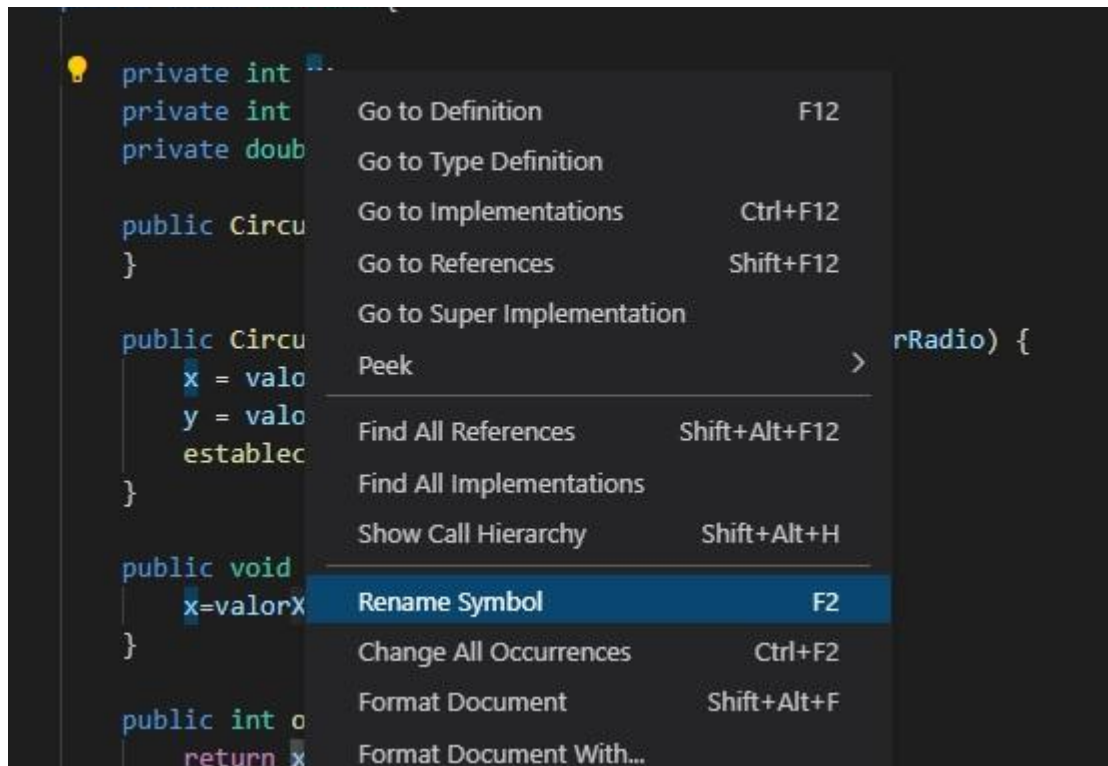 {
private int x;
private int
private doub
public Circu
}
public Circu rRadio) {
x = valo
y = valo
establec
}
public void
x=valorX
}
public int o
return x
Go to Definition F12
Go to Type Definition
Go to Implementations Ctrl+F12
Go to References Shift+F12
Go to Super Implementation
Peek >
Find All References Shift+Alt+F12
Find All Implementations
Show Call Hierarchy Shift+Alt+H
Rename Symbol F2
Change All Occurrences Ctrl+F2
Format Document Shift+Alt+F
Format Document With...